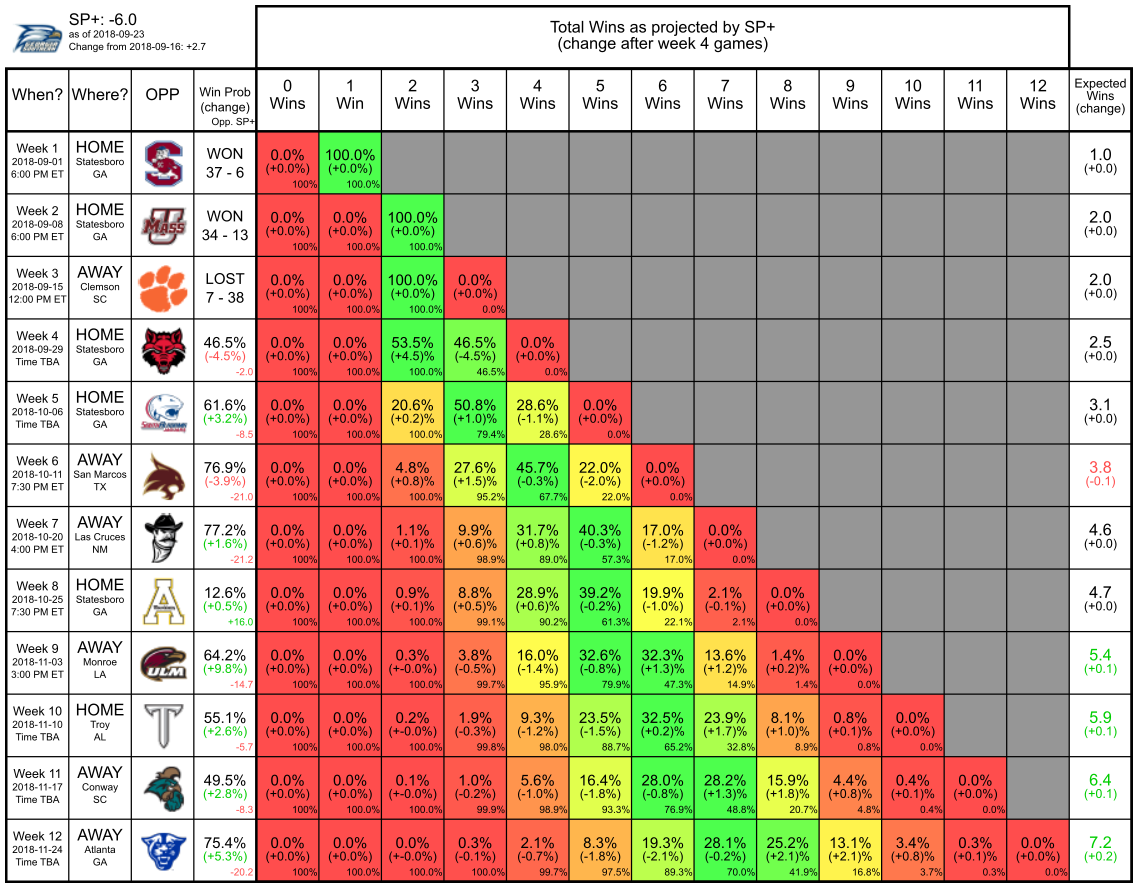 SP+: -6.0
as of 2018-09-23
Change from 2018-09-16: +2.7
Total Wins as projected by SP+
(change after week 4 games)
When? Where? OPP Win Prob (change) Opp. SP+ 0 Wins 1 Win 2 Wins 3 Wins 4 Wins 5 Wins 6 Wins 7 Wins 8 Wins 9 Wins 10 Wins 11 Wins 12 Wins Expected Wins (change)
Week 1 HOME
2018-09-01 Statesboro WON 0.0% 100.0% 1.0
6:00 PM ET GA 37 - 6 (+0.0%) (+0.0%) (+0.0)
100% 100.0%
Week 2 HOME
2018-09-08 Statesboro MASS WON 0.0% 0.0% 100.0% 2.0
6:00 PM ET GA 34 - 13 (+0.0%) (+0.0%) (+0.0%) (+0.0)
100% 100.0% 100.0%
Week 3 AWAY
2018-09-15 Clemson LOST 0.0% 0.0% 100.0% 0.0% 2.0
12:00 PM ET SC 7 - 38 (+0.0%) (+0.0%) (+0.0%) (+0.0%) (+0.0)
100% 100.0% 100.0% 0.0%
Week 4 HOME
2018-09-29 Statesboro 46.5% 0.0% 0.0% 53.5% 46.5% 0.0% 2.5
Time TBA GA (-4.5%) (+0.0%) (+0.0%) (+4.5)% (-4.5%) (+0.0%) (+0.0)
-2.0 100% 100.0% 100.0% 46.5% 0.0%
Week 5 HOME
2018-10-06 Statesboro 61.6% 0.0% 0.0% 20.6% 50.8% 28.6% 0.0% 3.1
Time TBA GA (+3.2%) (+0.0%) (+0.0%) (+0.2)% (+1.0)% (-1.1%) (+0.0%) (+0.0)
-8.5 100% 100.0% 100.0% 79.4% 28.6% 0.0%
Week 6 AWAY
2018-10-11 San Marcos 76.9% 0.0% 0.0% 4.8% 27.6% 45.7% 22.0% 0.0% 3.8
7:30 PM ET TX (-3.9%) (+0.0%) (+0.0%) (+0.8)% (+1.5)% (-0.3%) (-2.0%) (+0.0%) (-0.1)
-21.0 100% 100.0% 100.0% 95.2% 67.7% 22.0% 0.0%
Week 7 AWAY
2018-10-20 Las Cruces 77.2% 0.0% 0.0% 1.1% 9.9% 31.7% 40.3% 17.0% 0.0% 4.6
4:00 PM ET NM (+1.6%) (+0.0%) (+0.0%) (+0.1)% (+0.6)% (+0.8)% (-0.3%) (-1.2%) (+0.0%) (+0.0)
-21.2 100% 100.0% 100.0% 98.9% 89.0% 57.3% 17.0% 0.0%
Week 8 HOME
2018-10-25 Statesboro 12.6% 0.0% 0.0% 0.9% 8.8% 28.9% 39.2% 19.9% 2.1% 0.0% 4.7
7:30 PM ET GA (+0.5%) (+0.0%) (+0.0%) (+0.1)% (+0.5)% (+0.6)% (-0.2%) (-1.0%) (-0.1%) (+0.0%) (+0.0)
+16.0 100% 100.0% 100.0% 99.1% 90.2% 61.3% 22.1% 2.1% 0.0%
Week 9 AWAY
2018-11-03 Monroe ULM 64.2% 0.0% 0.0% 0.3% 3.8% 16.0% 32.6% 32.3% 13.6% 1.4% 0.0% 5.4
3:00 PM ET LA (+9.8%) (+0.0%) (+0.0%) (+-0.0%) (-0.5%) (-1.4%) (-0.8%) (+1.3)% (+1.2)% (+0.2)% (+0.0%) (+0.1)
-14.7 100% 100.0% 100.0% 99.7% 95.9% 79.9% 47.3% 14.9% 1.4% 0.0%
Week 10 HOME
2018-11-10 Troy 55.1% 0.0% 0.0% 0.2% 1.9% 9.3% 23.5% 32.5% 23.9% 8.1% 0.8% 0.0% 5.9
Time TBA AL (+2.6%) (+0.0%) (+0.0%) (+-0.0%) (-0.3%) (-1.2%) (-1.5%) (+0.2)% (+1.7)% (+1.0)% (+0.1)% (+0.0%) (+0.1)
-5.7 100% 100.0% 100.0% 99.8% 98.0% 88.7% 65.2% 32.8% 8.9% 0.8% 0.0%
Week 11 AWAY
2018-11-17 Conway 49.5% 0.0% 0.0% 0.1% 1.0% 5.6% 16.4% 28.0% 28.2% 15.9% 4.4% 0.4% 0.0% 6.4
Time TBA SC (+2.8%) (+0.0%) (+0.0%) (+-0.0%) (-0.2%) (-1.0%) (-1.8%) (-0.8%) (+1.3)% (+1.8)% (+0.8)% (+0.1)% (+0.0%) (+0.1)
-8.3 100% 100.0% 100.0% 99.9% 98.9% 93.3% 76.9% 48.8% 20.7% 4.8% 0.4% 0.0%
Week 12 AWAY
2018-11-24 Atlanta 75.4% 0.0% 0.0% 0.0% 0.3% 2.1% 8.3% 19.3% 28.1% 25.2% 13.1% 3.4% 0.3% 0.0% 7.2
Time TBA GA (+5.3%) (+0.0%) (+0.0%) (+-0.0%) (-0.1%) (-0.7%) (-1.8%) (-2.1%) (-0.2%) (+2.1)% (+2.1)% (+0.8)% (+0.1)% (+0.0%) (+0.2)
-20.2 100% 100.0% 100.0% 100.0% 99.7% 97.5% 89.3% 70.0% 41.9% 16.8% 3.7% 0.3% 0.0%